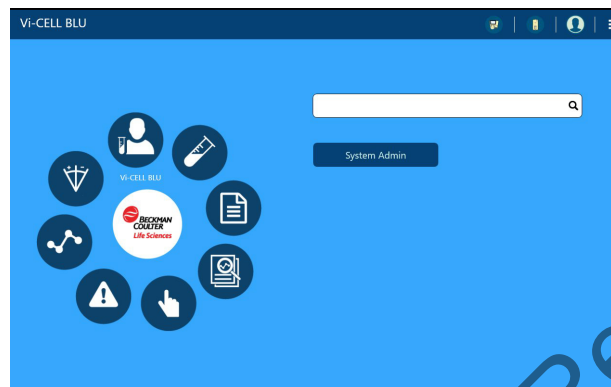 Vi-CELL BLU
System Admin
Vi-CELL BLU
BECKMAN
COULTER
Life Sciences